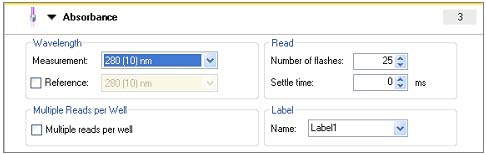 Absorbance 3
Wavelength
Measurement: 280 (10) nm
Reference: 280 (10) nm
Read
Number of flashes: 25
Settle time: 0 ms
Multiple Reads per Well
Multiple reads per well
Label
Name: Label1